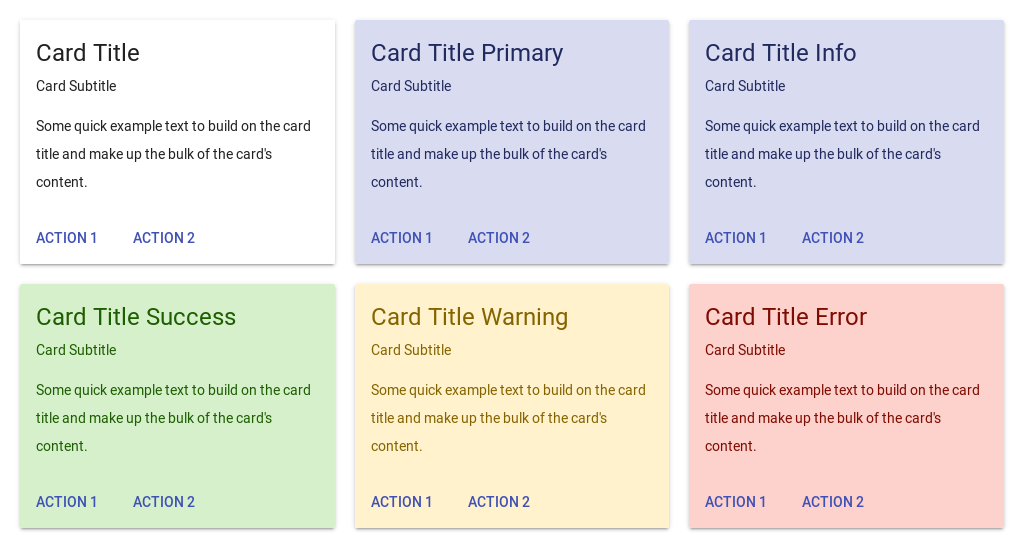 Card Title
Card Subtitle
Some quick example text to build on the card
title and make up the bulk of the card's
content.
ACTION 1 ACTION 2
Card Title Primary
Card Subtitle
Some quick example text to build on the card
title and make up the bulk of the card's
content.
ACTION 1 ACTION 2
Card Title Info
Card Subtitle
Some quick example text to build on the card
title and make up the bulk of the card's
content.
ACTION 1 ACTION 2
Card Title Success
Card Subtitle
Some quick example text to build on the card
title and make up the bulk of the card's
content.
ACTION 1 ACTION 2
Card Title Warning
Card Subtitle
Some quick example text to build on the card
title and make up the bulk of the card's
content.
ACTION 1 ACTION 2
Card Title Error
Card Subtitle
Some quick example text to build on the card
title and make up the bulk of the card's
content.
ACTION 1 ACTION 2